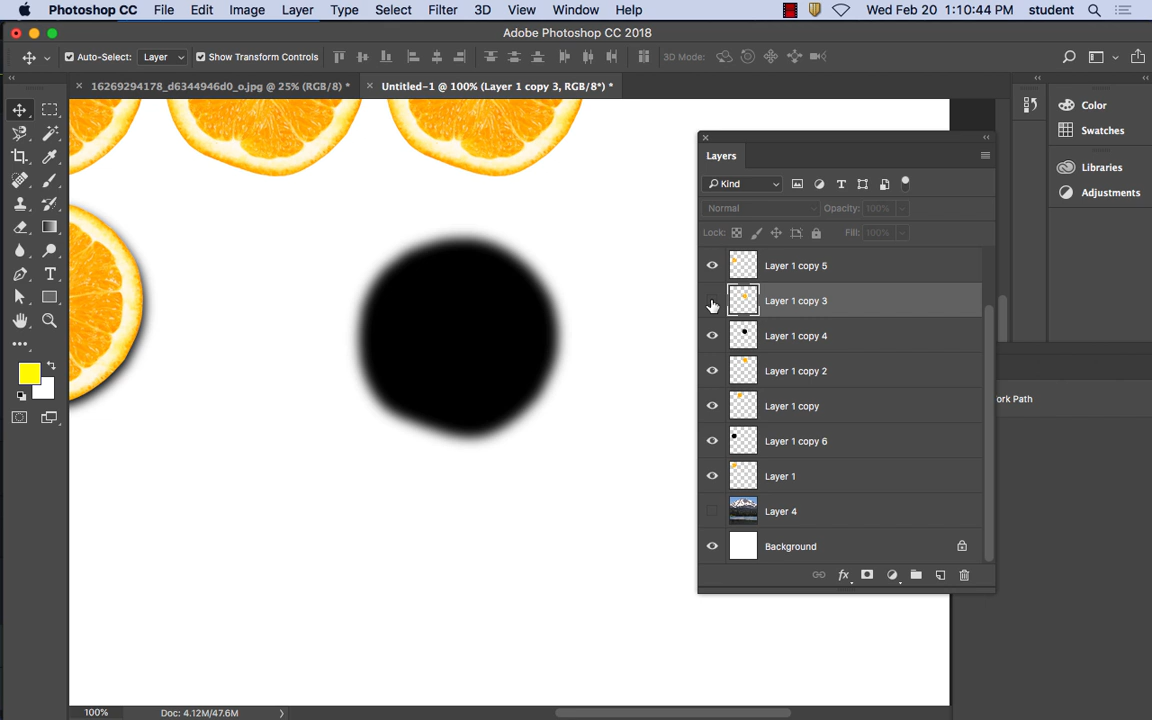 Photoshop CC File Edit Image Layer Type Select Filter 3D View Window Help Wed Feb 20 1:10:44 PM student
Adobe Photoshop CC 2018
Auto-Select: Layer Show Transform Controls 3D Mode:
16269294178_d6344946d0_o.jpg @ 25% (RGB/8) * Untitled-1 @ 100% (Layer 1 copy 3, RGB/8*) *
Color
Swatches
Libraries
Adjustments
Layers
Kind
Normal Opacity: 100%
Lock: Fill: 100%
Layer 1 copy 5
Layer 1 copy 3
Layer 1 copy 4
Layer 1 copy 2
Layer 1 copy
Layer 1 copy 6
Layer 1
Layer 4
Background
ork Path
100% Doc: 4.12M/47.6M